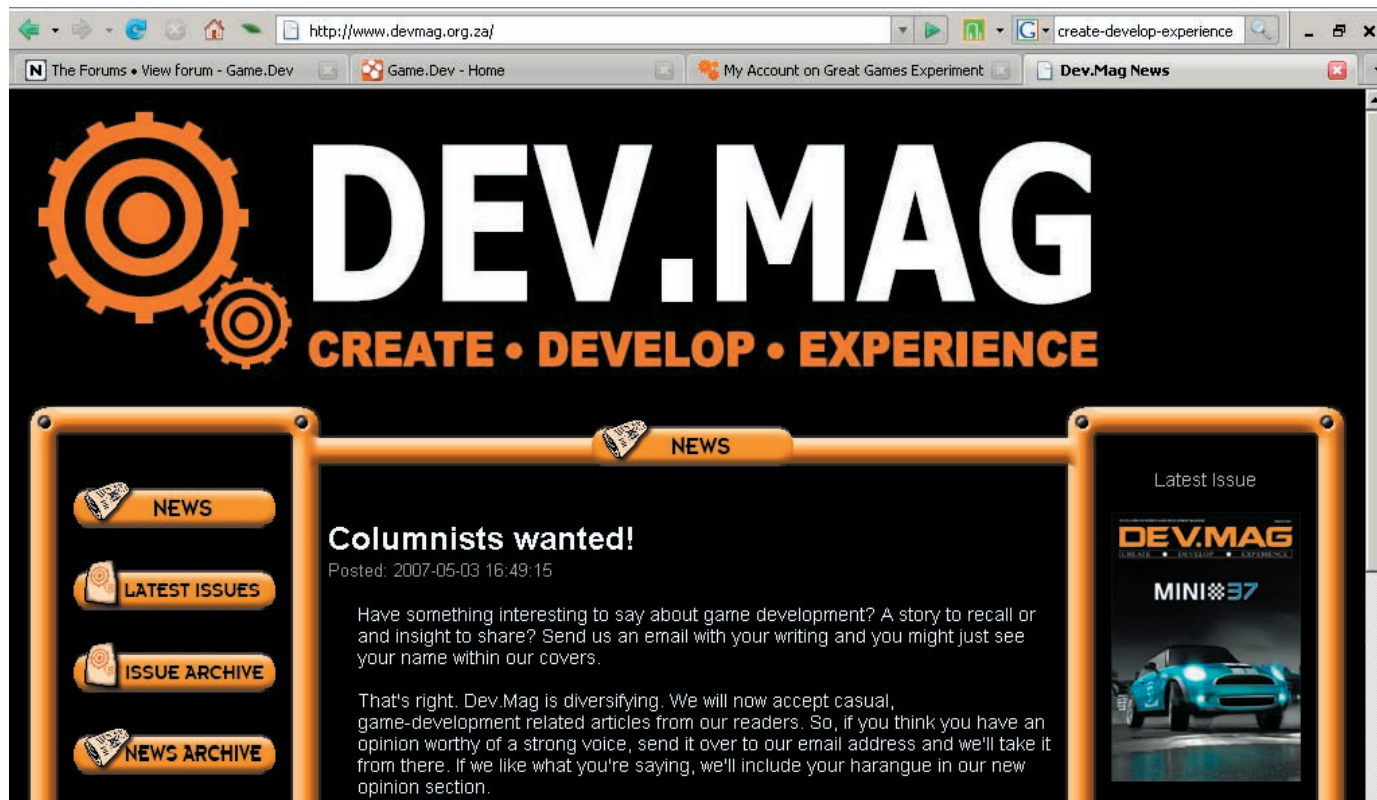 http://www.devmag.org.za/
create-develop-experience
The Forums • View forum - Game.Dev
Game.Dev - Home
My Account on Great Games Experiment
Dev.Mag News
DEV.MAG
CREATE • DEVELOP • EXPERIENCE
NEWS
LATEST ISSUES
ISSUE ARCHIVE
NEWS ARCHIVE
NEWS
Columnists wanted!
Posted: 2007-05-03 16:49:15
Have something interesting to say about game development? A story to recall or
and insight to share? Send us an email with your writing and you might just see
your name within our covers.
That's right. Dev.Mag is diversifying. We will now accept casual,
game-development related articles from our readers. So, if you think you have an
opinion worthy of a strong voice, send it over to our email address and we'll take it
from there. If we like what you're saying, we'll include your harangue in our new
opinion section.
Latest Issue
DEV.MAG
CREATE • DEVELOP • EXPERIENCE
MINI 37